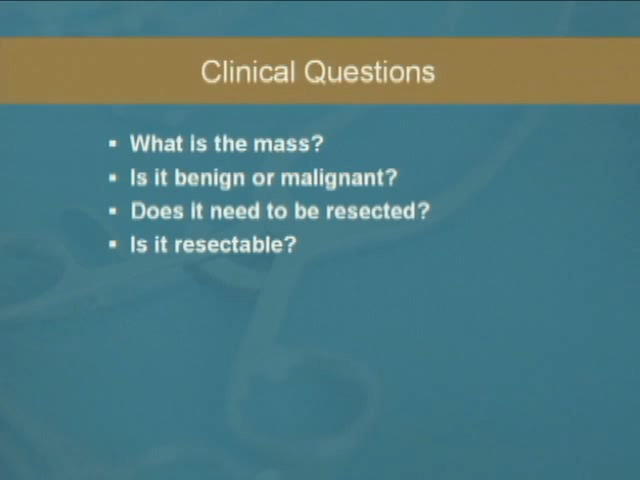 Clinical Questions
▪ What is the mass?
▪ Is it benign or malignant?
▪ Does it need to be resected?
▪ Is it resectable?